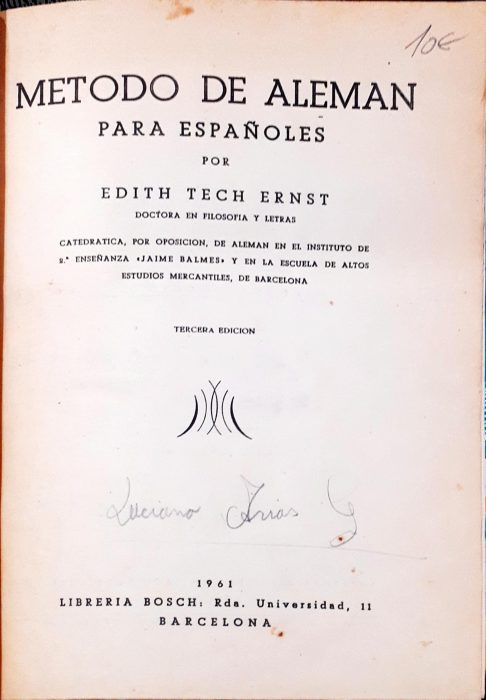 10€
METODO DE ALEMAN
PARA ESPAÑOLES
POR
EDITH TECH ERNST
DOCTORA EN FILOSOFIA Y LETRAS
CATEDRATICA, POR OPOSICION, DE ALEMAN EN EL INSTITUTO DE
2.ª ENSEÑANZA «JAIME BALMES» Y EN LA ESCUELA DE ALTOS
ESTUDIOS MERCANTILES, DE BARCELONA
TERCERA EDICION
Luciano Arias G
1961
LIBRERIA BOSCH: Rda. Universidad, 11
BARCELONA